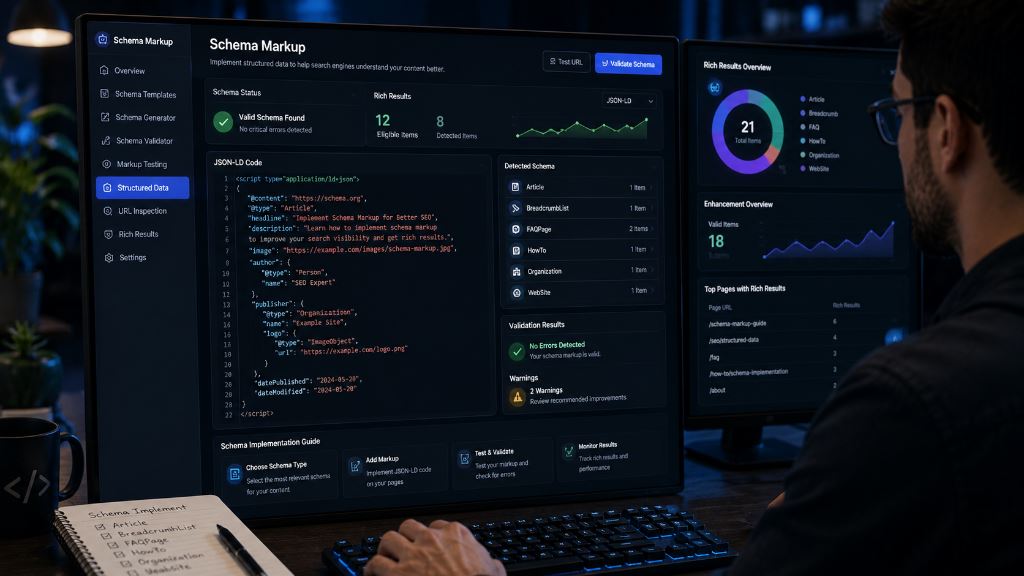 Schema Markup
Overview
Schema Templates
Schema Generator
Schema Validator
Markup Testing
Structured Data
URL Inspection
Rich Results
Settings
Schema Markup
Implement structured data to help search engines understand your content better.
Test URL
Validate Schema
Schema Status
Valid Schema Found
No critical errors detected
Rich Results
JSON-LD
12
Eligible Items
8
Detected Items
JSON-LD Code
<script type="application/ld+json">
{
"@content": "https://schema.org",
"@type": "Article",
"headline": "Implement Schema Markup for Better SEO",
"description": "Learn how to implement schema markup
to improve your search visibility and get rich results.",
"image": "https://example.com/images/schema-markup.jpg",
"author": {
"@type": "Person",
"name": "SEO Expert"
},
"publisher": {
"@type": "Organizatioon",
"name": "Example Site",
"logo": {
"@type": "ImageObject",
"url": "https://example.com/logo.png"
}
},
"datePublished": "2024-05-20",
"dateModified": "2024-05-20"
}
</script>
Detected Schema
Article 1 Item
BreadcrumbList 1 Item
FAQPage 2 Items
HowTo 1 Item
Organization 1 Item
WebSite 1 Item
Validation Results
No Errors Detected
Your schema markup is valid.
Warnings
2 Warnings
Review recommended improvements.
Schema Implementation Guide
Choose Schema Type
Select the most relevant schema
for your content.
Add Markup
Implement JSON-LD code
on your pages
Test & Validate
Test your markup and
check for errors
Monitor Results
Track rich results and
performance
Rich Results Overview
21
Total Items
Article
Breadcrumb
FAQ
HowTo
Organization
WebSite
Enhancement Overview
Valid Items
18
Top Pages with Rich Results
Page URL Rich Results
/schema-markup-guide 6
/seo/structured-data 4
/faq 3
/how-to/schema-implementation 3
/about 2
</>
Schema Implement
Article
BreadcrumbList
FAQPage
HowTo
Organization
Website